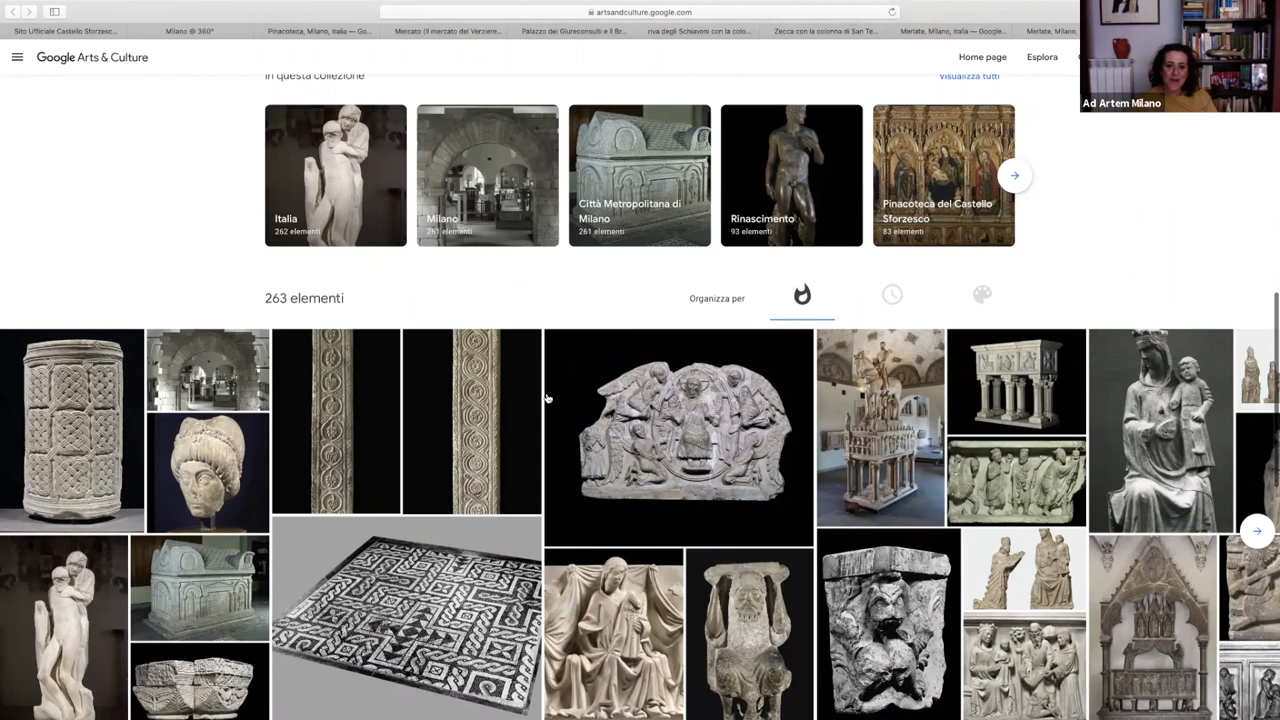 artsandculture.google.com
Sito Ufficiale Castello Sforzesc...
Milano @ 360°
Pinacoteca, Milano, Italia — Go...
Mercato (Il mercato del Verziere...
Palazzo dei Giureconsulti e il Br...
riva degli Schiavoni con la colo...
Zecca con la colonna di San Te...
Merlate, Milano, Italia — Google...
Merlate, Milano,
Google Arts & Culture
Home page
Esplora
Ad Artem Milano
In questa collezione
Visualizza tutti
Italia
262 elementi
Milano
261 elementi
Città Metropolitana di
Milano
261 elementi
Rinascimento
93 elementi
Pinacoteca del Castello
Sforzesco
83 elementi
263 elementi
Organizza per